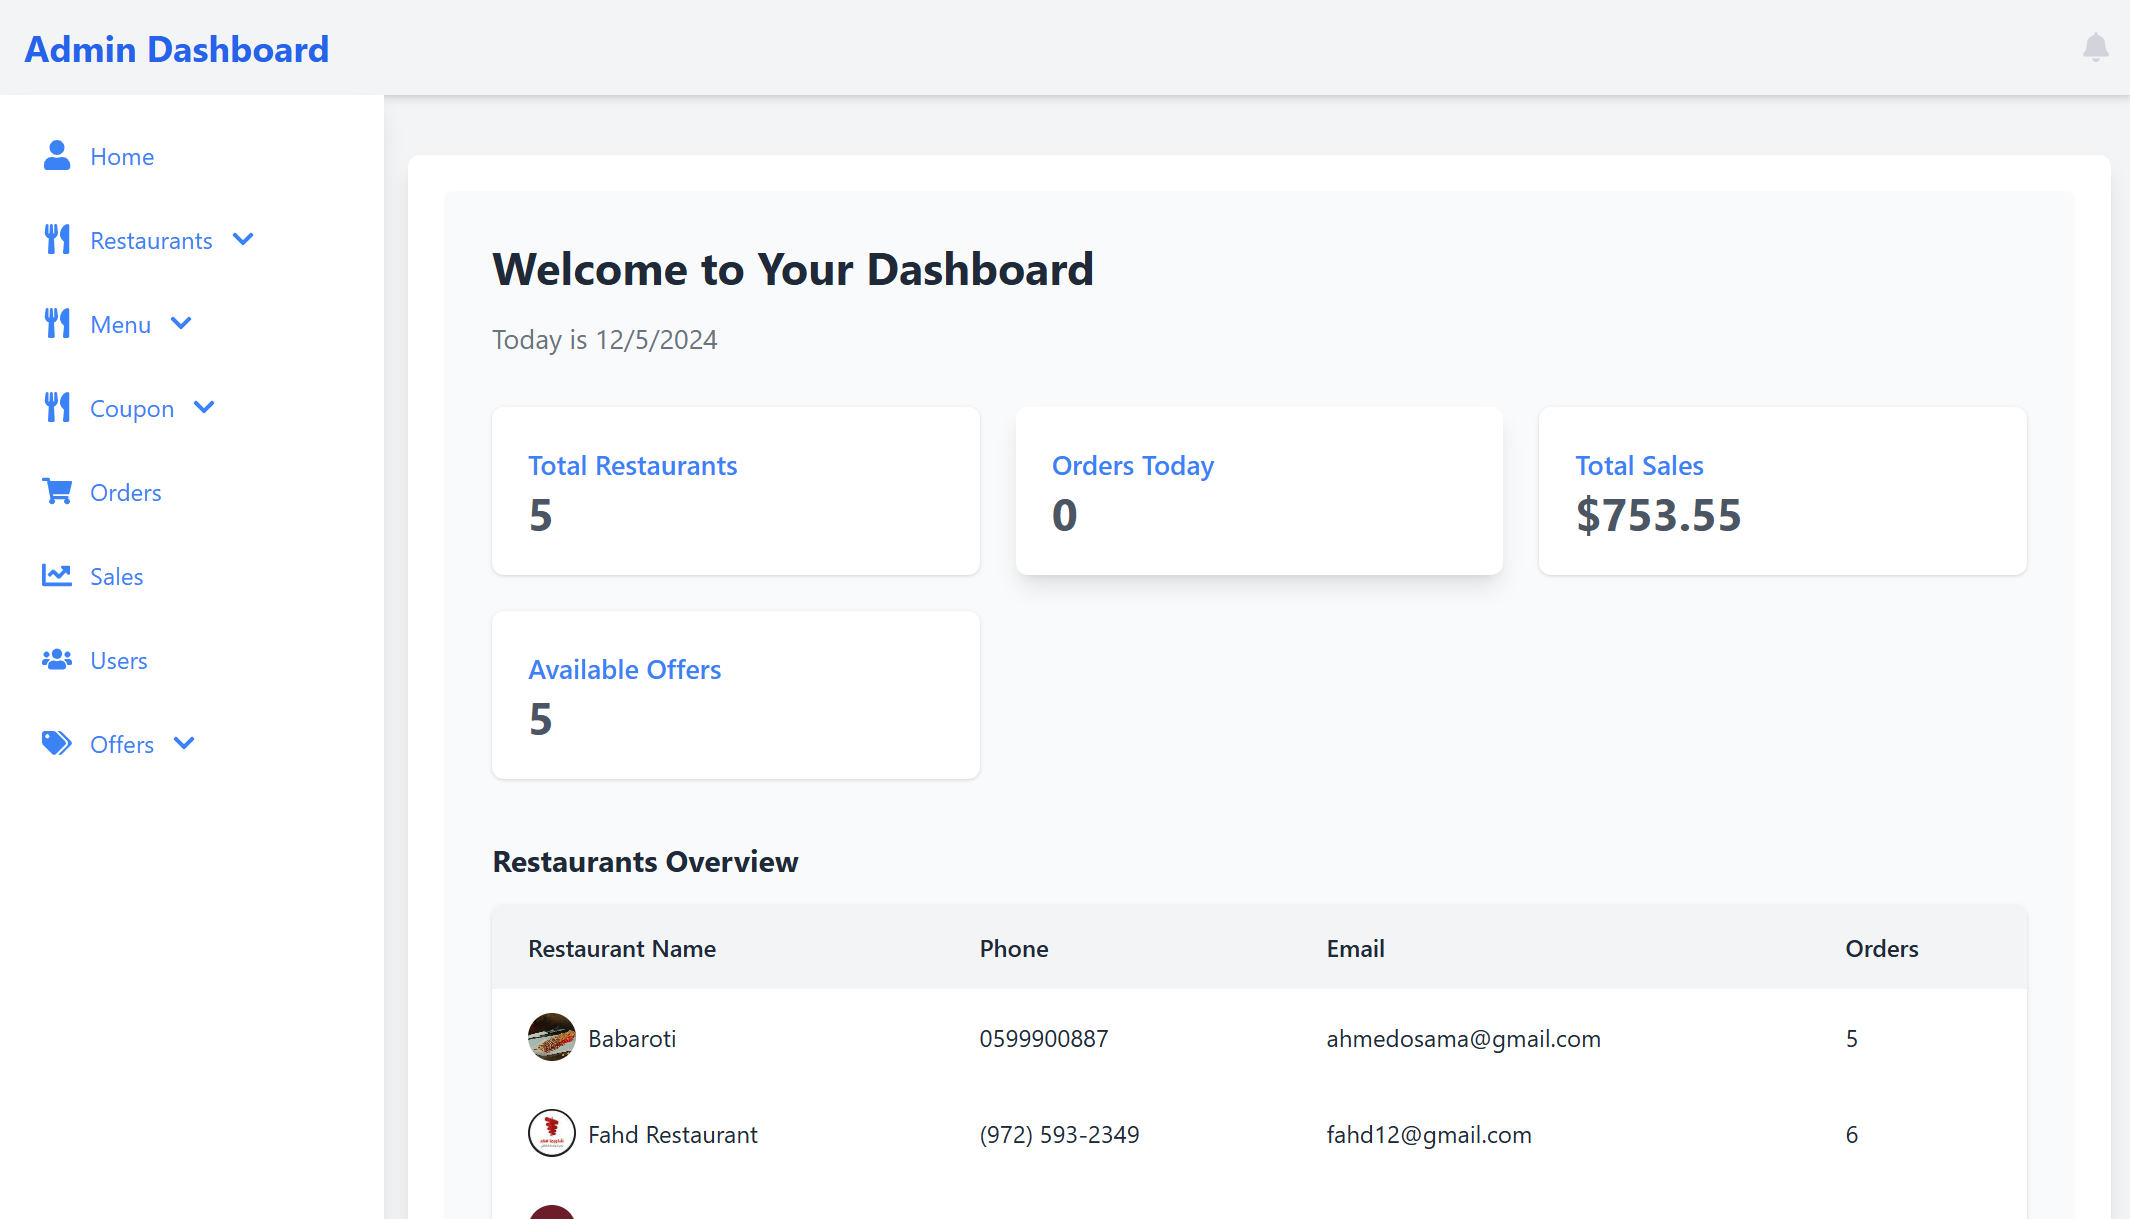 Admin Dashboard
Home
Restaurants
Menu
Coupon
Orders
Sales
Users
Offers
Welcome to Your Dashboard
Today is 12/5/2024
Total Restaurants
5
Orders Today
0
Total Sales
$753.55
Available Offers
5
Restaurants Overview
Restaurant Name Phone Email Orders
Babaroti 0599900887 ahmedosama@gmail.com 5
Fahd Restaurant (972) 593-2349 fahd12@gmail.com 6